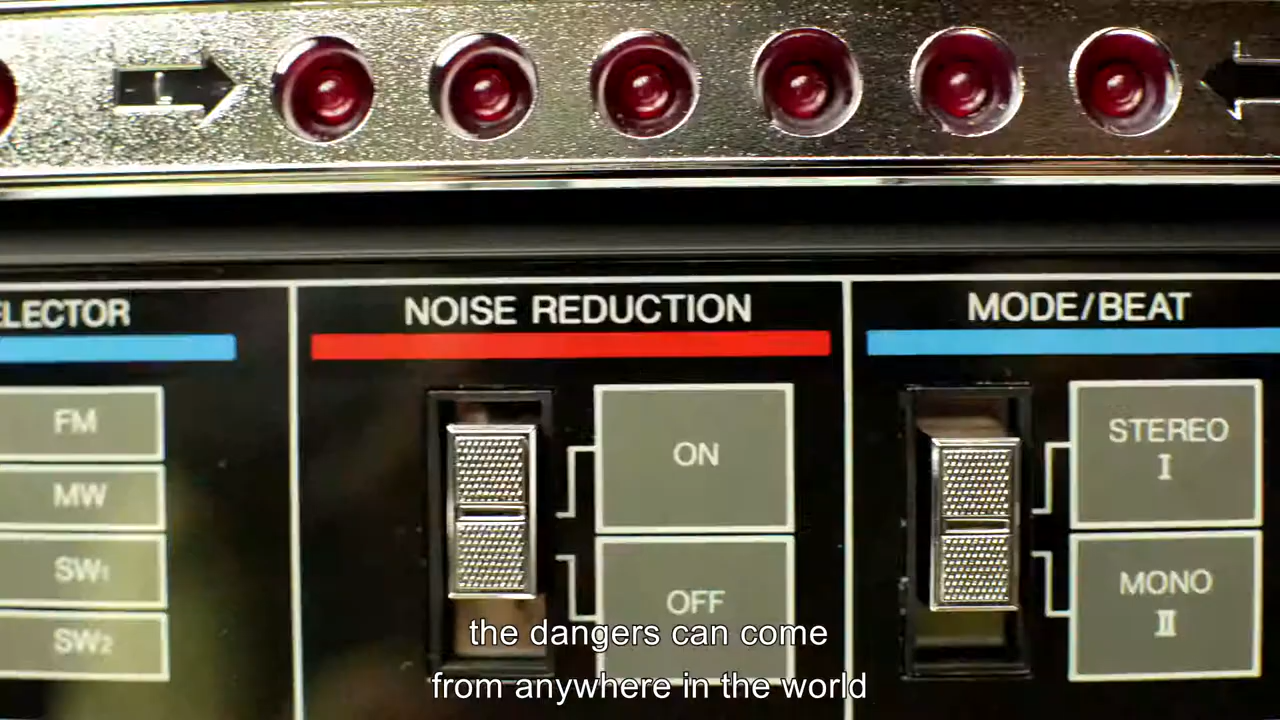 ELECTOR
NOISE REDUCTION
MODE/BEAT
FM
MW
SW1
SW2
ON
OFF
STEREO
I
MONO
II
the dangers can come
from anywhere in the world